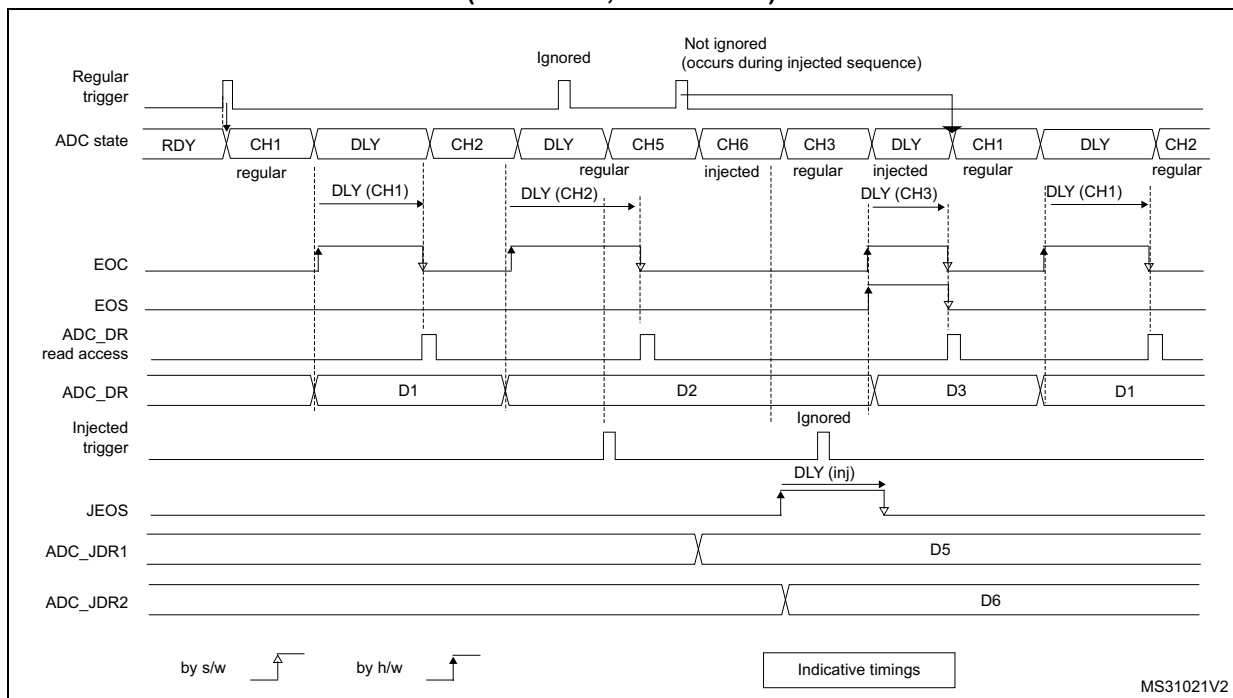 Regular
trigger
Ignored
Not ignored
(occurs during injected sequence)
ADC state
RDY CH1 DLY CH2 DLY CH5 CH6 CH3 DLY CH1 DLY CH2
regular regular injected regular injected regular regular
DLY (CH1) DLY (CH2) DLY (CH3) DLY (CH1)
EOC
EOS
ADC_DR
read access
ADC_DR D1 D2 D3 D1
Injected
trigger
Ignored
DLY (inj)
JEOS
ADC_JDR1 D5
ADC_JDR2 D6
by s/w by h/w Indicative timings
MS31021V2